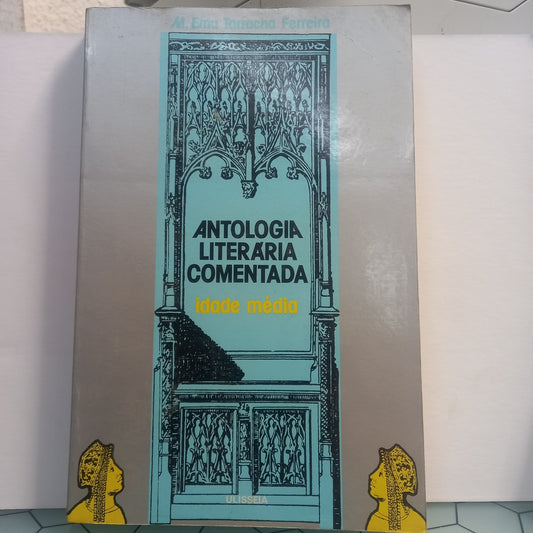 M. Ema Tarracha Ferreira
ANTOLOGIA
LITERÁRIA
COMENTADA
idade média
ULISSEIA